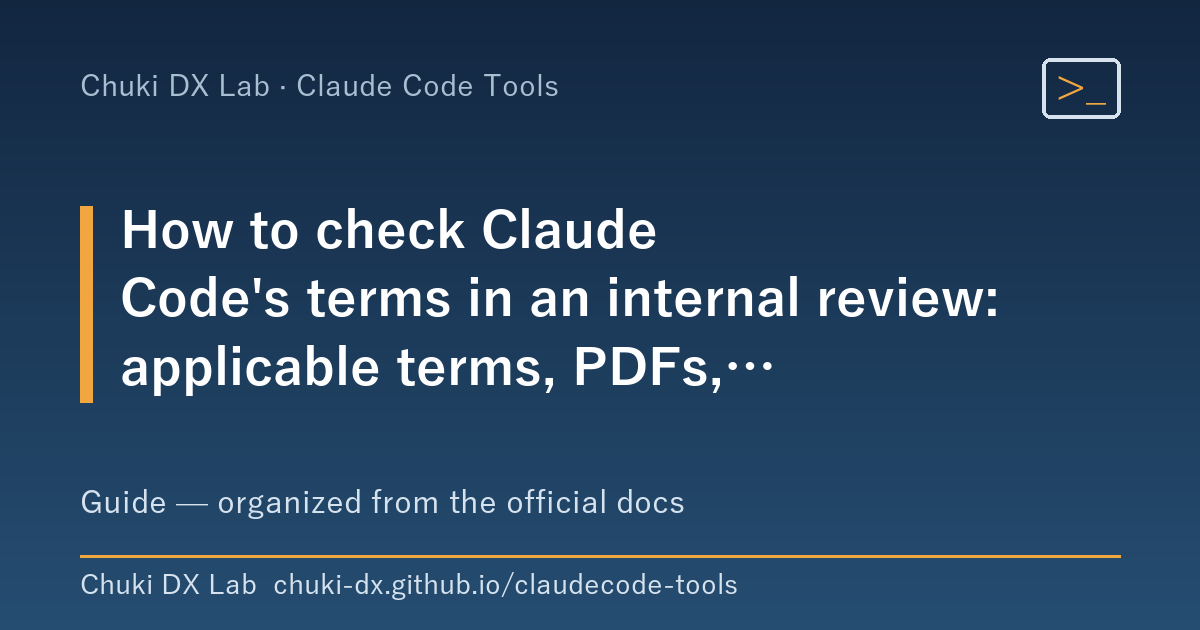 Chuki DX Lab · Claude Code Tools
>_
How to check Claude
Code's terms in an internal review:
applicable terms, PDFs,…
Guide — organized from the official docs
Chuki DX Lab chuki-dx.github.io/claudecode-tools